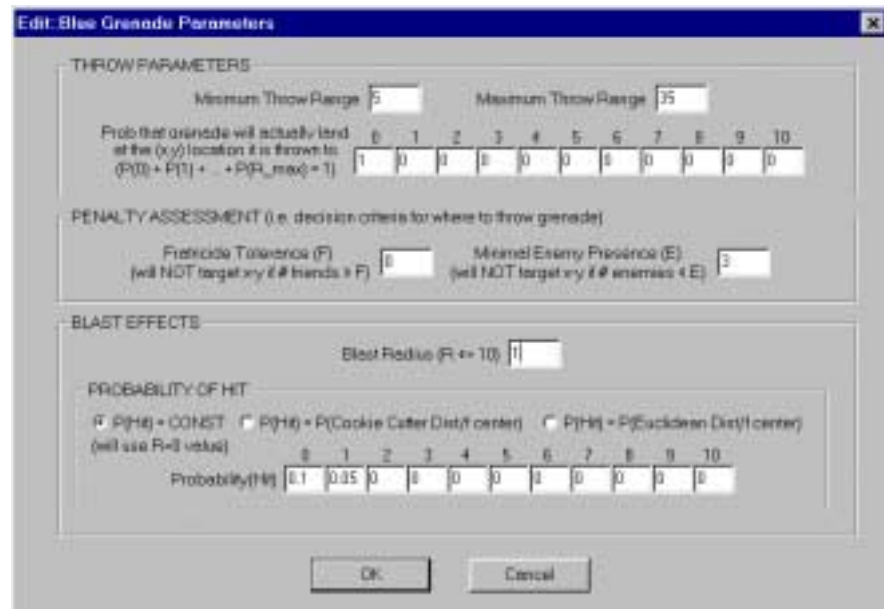 Edit::Blue Grenade Parameters
THROW PARAMETERS
Minimum Throw Range 5 Maximum Throw Range 35
Prob that grenade will actually land
at the (x,y) location it is thrown to
(P(0) + P(1) + ... + P(R_max) = 1)
0 1 2 3 4 5 6 7 8 9 10
1 0 0 0 0 0 0 0 0 0 0
PENALTY ASSESSMENT (i.e. decision criteria for where to throw grenade)
Fratricide Tolerance (F)
(will NOT target x-y if # friends > F) 0
Minimal Enemy Presence (E)
(will NOT target x-y if # enemies < E) 3
BLAST EFFECTS
Blast Radius (R <= 10) 1
PROBABILITY OF HIT
P(Hit) = CONST P(Hit) = P(Cookie Cutter Dist/f center) P(Hit) = P(Euclidean Dist/f center)
(will use R=0 value)
0 1 2 3 4 5 6 7 8 9 10
Probability(Hit) 0.1 0.05 0 0 0 0 0 0 0 0 0
OK Cancel